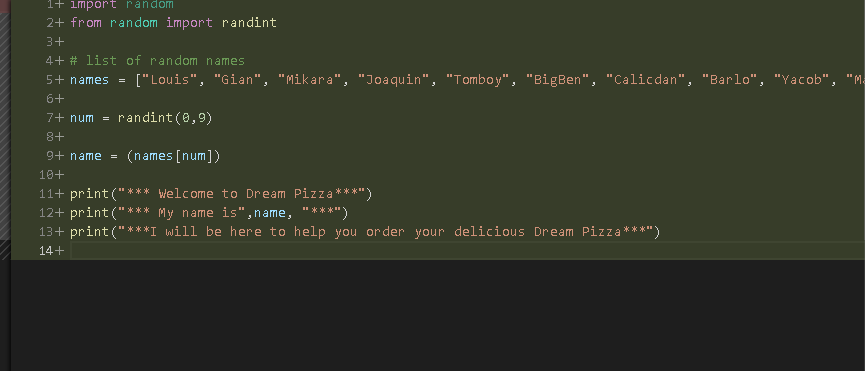 1+ import random
2+ from random import randint
3+
4+ # list of random names
5+ names = ["Louis", "Gian", "Mikara", "Joaquin", "Tomboy", "BigBen", "Calicdan", "Barlo", "Yacob", "Ma
6+
7+ num = randint(0,9)
8+
9+ name = (names[num])
10+
11+ print("*** Welcome to Dream Pizza***")
12+ print("*** My name is",name, "***")
13+ print("***I will be here to help you order your delicious Dream Pizza***")
14+